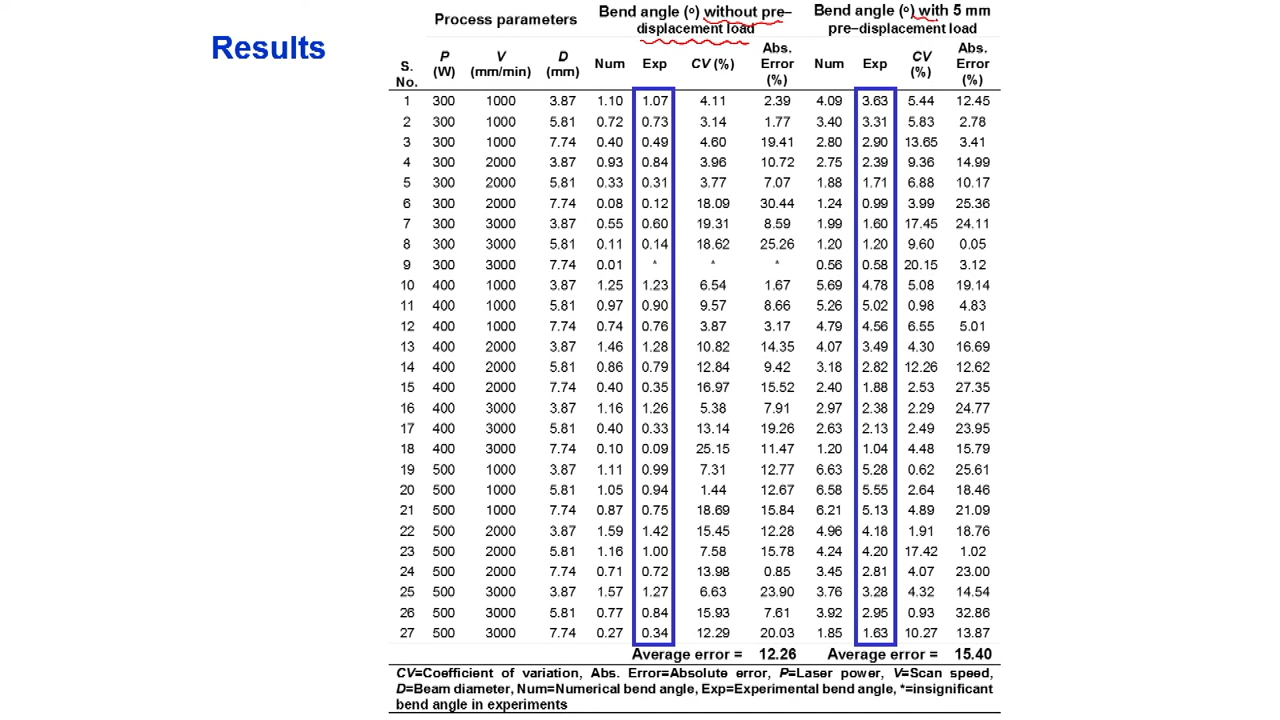 Results
Process parameters Bend angle (º) without pre– displacement load Bend angle (º) with 5 mm pre–displacement load
S. No. P (W) V (mm/min) D (mm) Num Exp CV (%) Abs. Error (%) Num Exp CV (%) Abs. Error (%)
1 300 1000 3.87 1.10 1.07 4.11 2.39 4.09 3.63 5.44 12.45
2 300 1000 5.81 0.72 0.73 3.14 1.77 3.40 3.31 5.83 2.78
3 300 1000 7.74 0.40 0.49 4.60 19.41 2.80 2.90 13.65 3.41
4 300 2000 3.87 0.93 0.84 3.96 10.72 2.75 2.39 9.36 14.99
5 300 2000 5.81 0.33 0.31 3.77 7.07 1.88 1.71 6.88 10.17
6 300 2000 7.74 0.08 0.12 18.09 30.44 1.24 0.99 3.99 25.36
7 300 3000 3.87 0.55 0.60 19.31 8.59 1.99 1.60 17.45 24.11
8 300 3000 5.81 0.11 0.14 18.62 25.26 1.20 1.20 9.60 0.05
9 300 3000 7.74 0.01 * * * 0.56 0.58 20.15 3.12
10 400 1000 3.87 1.25 1.23 6.54 1.67 5.69 4.78 5.08 19.14
11 400 1000 5.81 0.97 0.90 9.57 8.66 5.26 5.02 0.98 4.83
12 400 1000 7.74 0.74 0.76 3.87 3.17 4.79 4.56 6.55 5.01
13 400 2000 3.87 1.46 1.28 10.82 14.35 4.07 3.49 4.30 16.69
14 400 2000 5.81 0.86 0.79 12.84 9.42 3.18 2.82 12.26 12.62
15 400 2000 7.74 0.40 0.35 16.97 15.52 2.40 1.88 2.53 27.35
16 400 3000 3.87 1.16 1.26 5.38 7.91 2.97 2.38 2.29 24.77
17 400 3000 5.81 0.40 0.33 13.14 19.26 2.63 2.13 2.49 23.95
18 400 3000 7.74 0.10 0.09 25.15 11.47 1.20 1.04 4.48 15.79
19 500 1000 3.87 1.11 0.99 7.31 12.77 6.63 5.28 0.62 25.61
20 500 1000 5.81 1.05 0.94 1.44 12.67 6.58 5.55 2.64 18.46
21 500 1000 7.74 0.87 0.75 18.69 15.84 6.21 5.13 4.89 21.09
22 500 2000 3.87 1.59 1.42 15.45 12.28 4.96 4.18 1.91 18.76
23 500 2000 5.81 1.16 1.00 7.58 15.78 4.24 4.20 17.42 1.02
24 500 2000 7.74 0.71 0.72 13.98 0.85 3.45 2.81 4.07 23.00
25 500 3000 3.87 1.57 1.27 6.63 23.90 3.76 3.28 4.32 14.54
26 500 3000 5.81 0.77 0.84 15.93 7.61 3.92 2.95 0.93 32.86
27 500 3000 7.74 0.27 0.34 12.29 20.03 1.85 1.63 10.27 13.87
Average error = 12.26 Average error = 15.40
CV=Coefficient of variation, Abs. Error=Absolute error, P=Laser power, V=Scan speed,
D=Beam diameter, Num=Numerical bend angle, Exp=Experimental bend angle, *=insignificant
bend angle in experiments